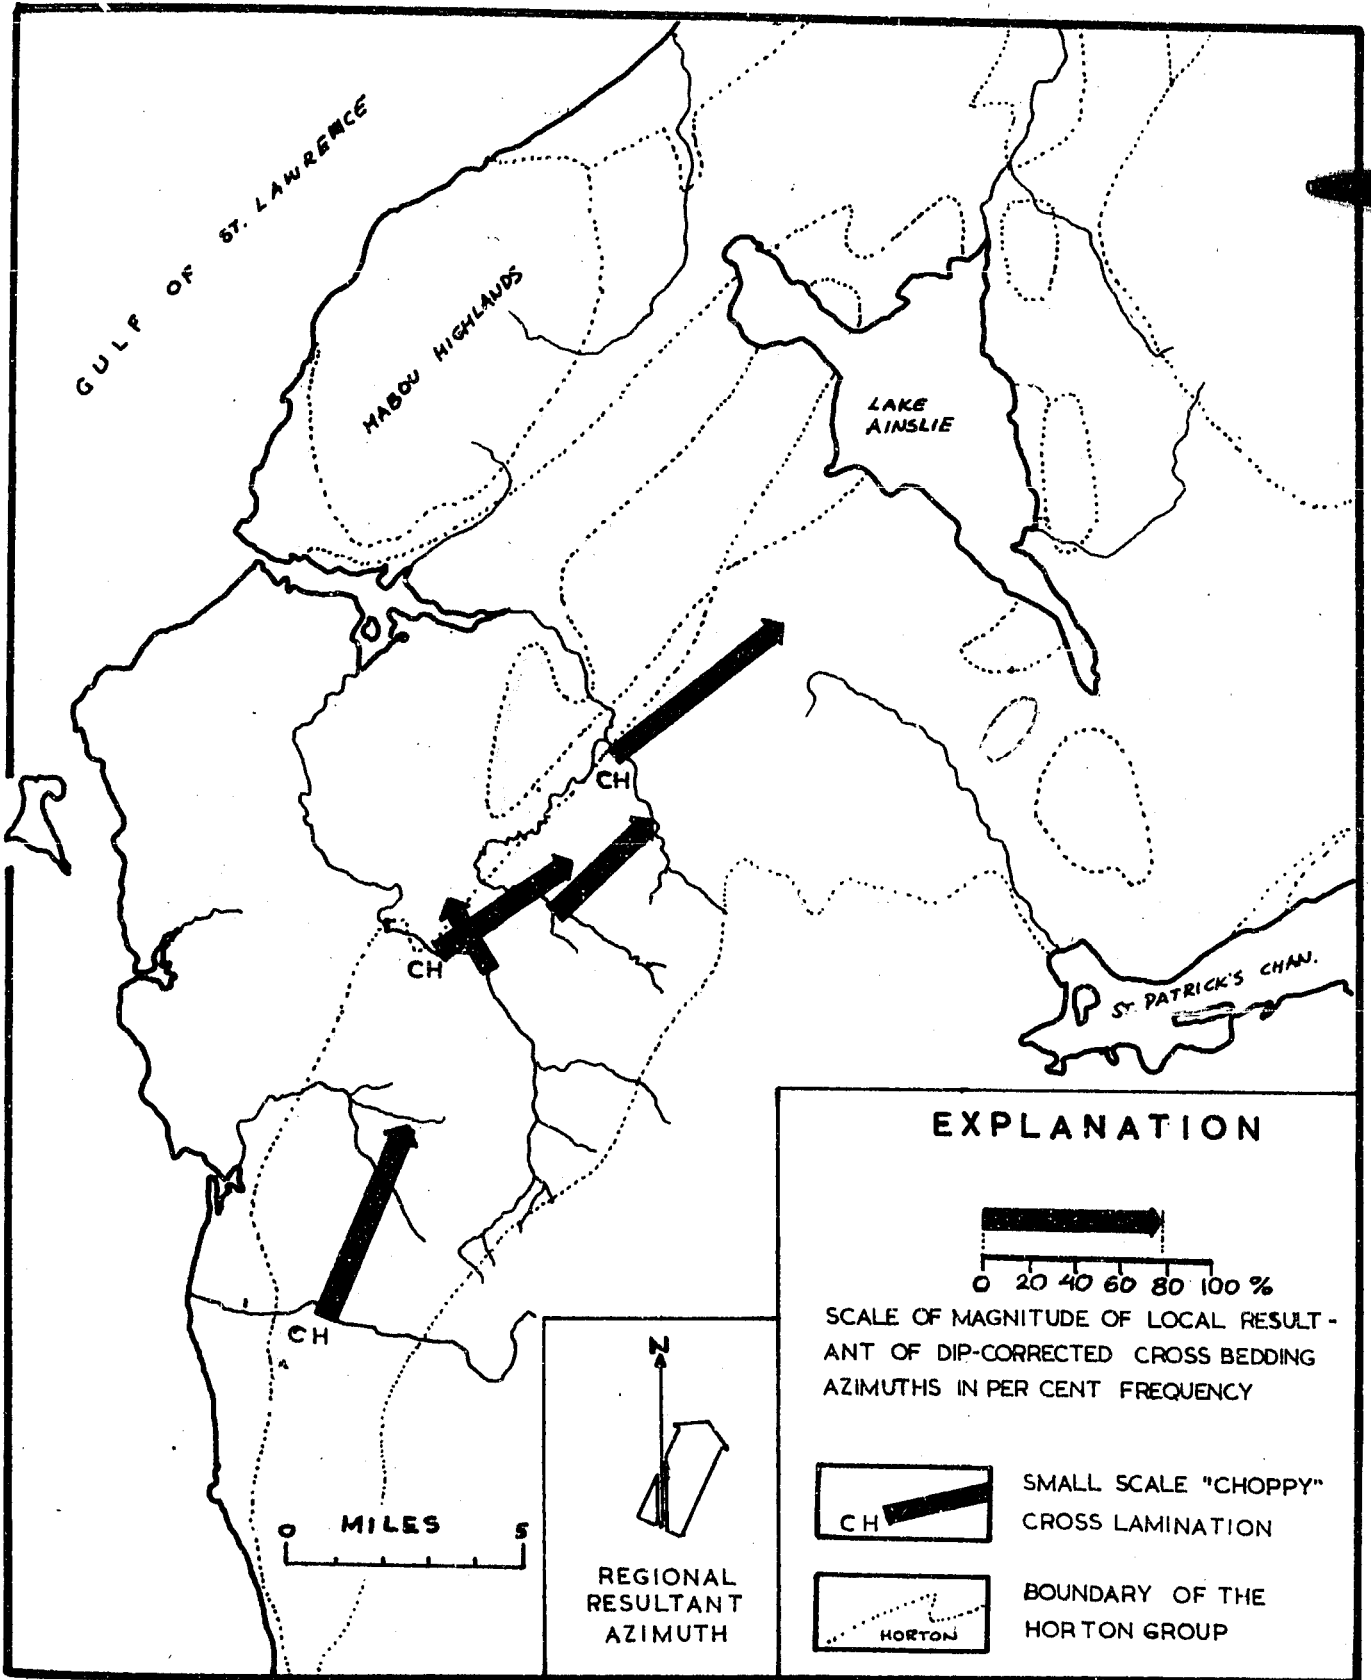 GULF OF ST. LAWRENCE
MABOU HIGHLANDS
LAKE
AINSLIE
CH
CH
ST. PATRICK'S CHAN.
CH
EXPLANATION
0 20 40 60 80 100 %
SCALE OF MAGNITUDE OF LOCAL RESULT-
ANT OF DIP-CORRECTED CROSS BEDDING
AZIMUTHS IN PER CENT FREQUENCY
CH
SMALL SCALE "CHOPPY"
CROSS LAMINATION
HORTON
BOUNDARY OF THE
HORTON GROUP
N
REGIONAL
RESULTANT
AZIMUTH
0 MILES 5